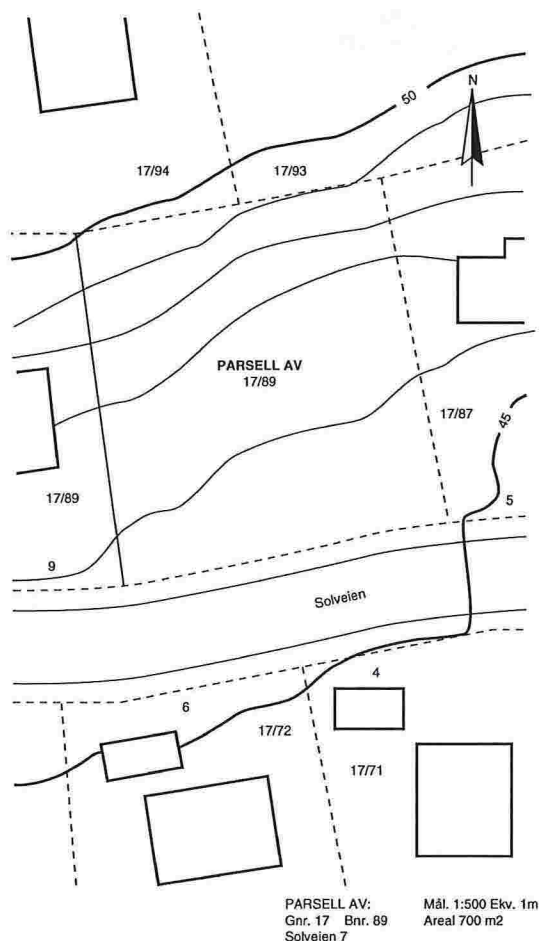 N
50
17/94
17/93
PARSELL AV
17/89
17/87
45
17/89
5
9
Solveien
4
6
17/72
17/71
PARSELL AV: Mål. 1:500 Ekv. 1m
Gnr. 17 Bnr. 89 Areal 700 m2
Solveien 7